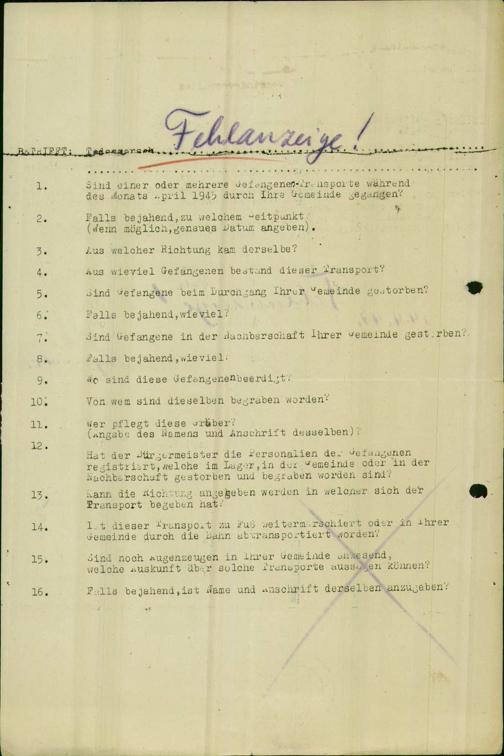 Fehlanzeige!
BETRIFFT: Todesmarsch
1. Sind einer oder mehrere Gefangenen-Transporte während
des Monats April 1945 durch Ihre Gemeinde gegangen?
2. Falls bejahend, zu welchem Zeitpunkt
(Wenn möglich, genaues Datum angeben).
3. Aus welcher Richtung kam derselbe?
4. Aus wieviel Gefangenen bestand dieser Transport?
5. Sind Gefangene beim Durchgang Ihrer Gemeinde gestorben?
6. Falls bejahend, wieviel?
7. Sind Gefangene in der Nachbarschaft Ihrer Gemeinde gestorben?
8. Falls bejahend, wieviel?
9. Wo sind diese Gefangenen beerdigt?
10. Von wem sind dieselben begraben worden?
11. Wer pflegt diese Gräber?
(Angabe des Namens und Anschrift desselben)?
12. Hat der Bürgermeister die Personalien der Gefangenen
registriert, welche im Lager, in der Gemeinde oder in der
Nachbarschaft gestorben und begraben worden sind?
13. Kann die Richtung angegeben werden in welcher sich der
Transport begeben hat?
14. Ist dieser Transport zu Fuß weitermarschiert oder in Ihrer
Gemeinde durch die Bahn abtransportiert worden?
15. Sind noch Augenzeugen in Ihrer Gemeinde anwesend,
welche Auskunft über solche Transporte aussagen können?
16. Falls bejahend, ist Name und Anschrift derselben anzugeben?